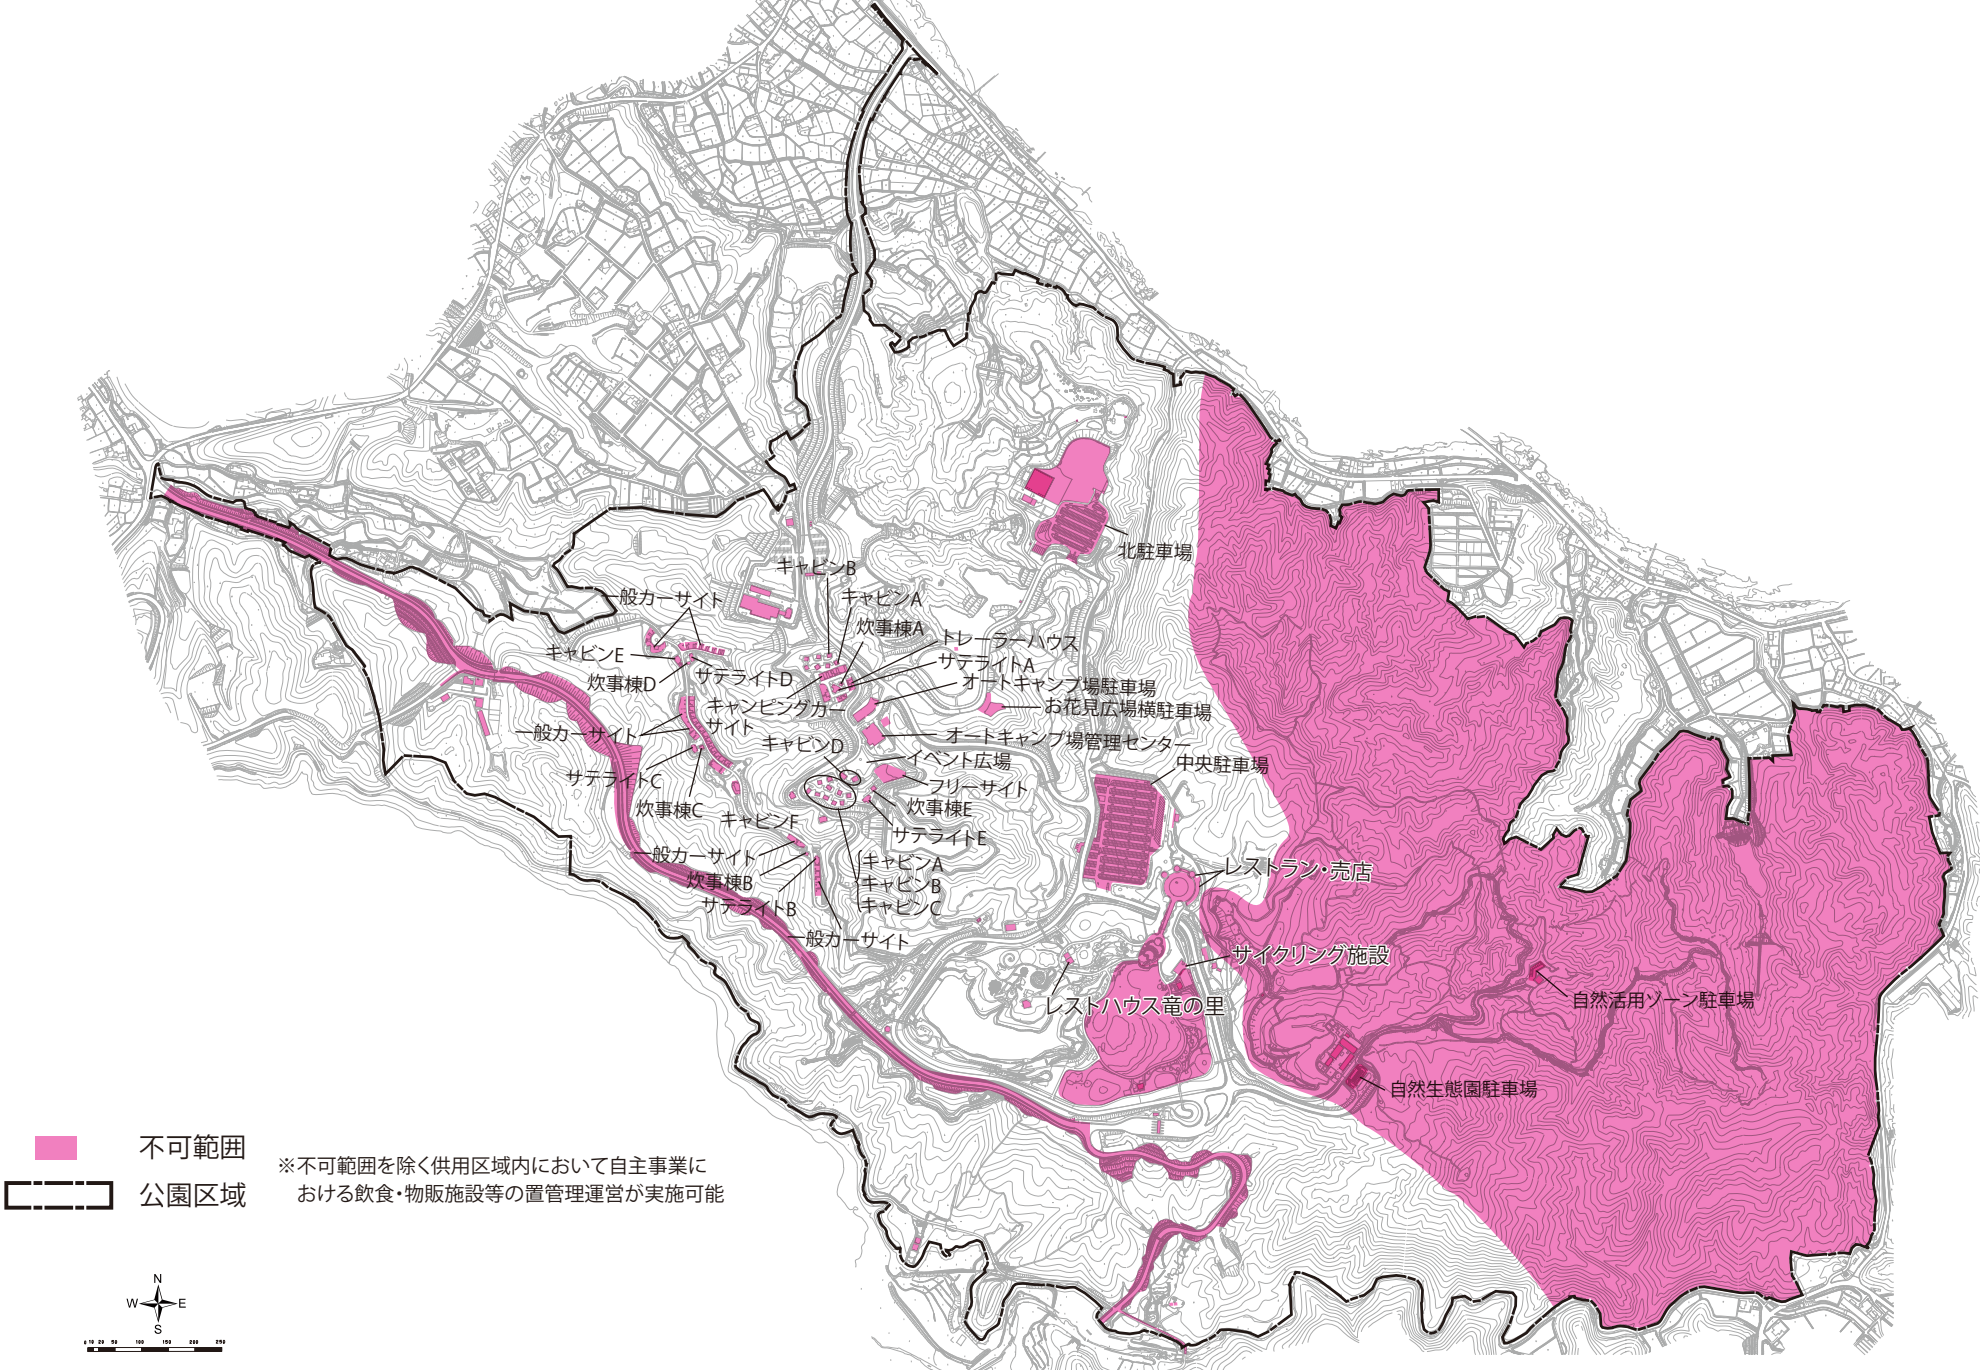 北駐車場
キャビンB
一般カーサイト
キャビンA
炊事棟A
トレーラーハウス
キャビンE
サテライトA
サテライトD
炊事棟D
オートキャンプ場駐車場
キャンピングカー
サイト
お花見広場横駐車場
一般カーサイト
キャビンD
オートキャンプ場管理センター
イベント広場
中央駐車場
サテライトC
フリーサイト
炊事棟C
炊事棟E
キャビンF
サテライトE
一般カーサイト
キャビンA
レストラン・売店
炊事棟B
キャビンB
サテライトB
キャビンC
一般カーサイト
サイクリング施設
レストハウス竜の里
自然活用ゾーン駐車場
自然生態園駐車場
不可範囲
公園区域
※不可範囲を除く供用区域内において自主事業に
おける飲食・物販施設等の置管理運営が実施可能
N
W E
S
0 10 20 50 100 150 200 250